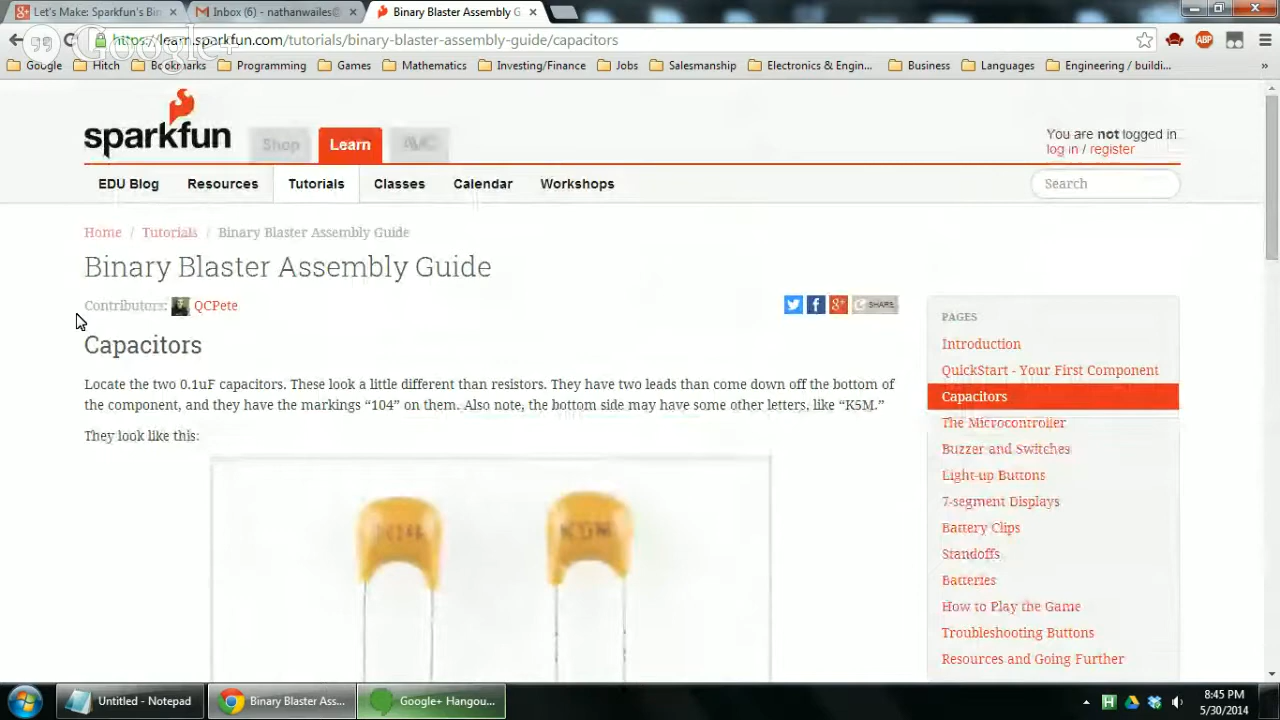 Let's Make: Sparkfun's Bin
Inbox (6) - nathanwailes@
Binary Blaster Assembly G
https://learn.sparkfun.com/tutorials/binary-blaster-assembly-guide/capacitors
Google+
ABP
Google
Hitch
Bookmarks
Programming
Games
Mathematics
Investing/Finance
Jobs
Salesmanship
Electronics & Engin...
Business
Languages
Engineering / buildi...
»
sparkfun
Shop
Learn
AVC
You are not logged in.
log in / register
EDU Blog
Resources
Tutorials
Classes
Calendar
Workshops
Search
Home / Tutorials / Binary Blaster Assembly Guide
Binary Blaster Assembly Guide
Contributors: QCPete
SHARE
Capacitors
Locate the two 0.1uF capacitors. These look a little different than resistors. They have two leads than come down off the bottom of
the component, and they have the markings “104” on them. Also note, the bottom side may have some other letters, like “K5M.”
They look like this:
K5M
PAGES
Introduction
QuickStart - Your First Component
Capacitors
The Microcontroller
Buzzer and Switches
Light-up Buttons
7-segment Displays
Battery Clips
Standoffs
Batteries
How to Play the Game
Troubleshooting Buttons
Resources and Going Further
Untitled - Notepad
Binary Blaster Ass...
Google+ Hangou...
8:45 PM
5/30/2014